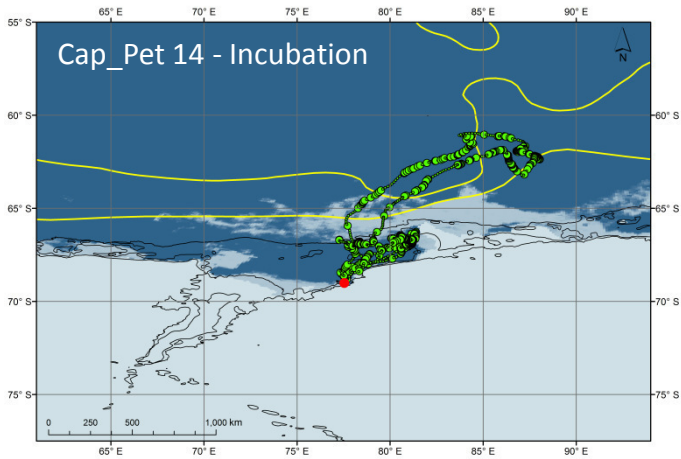 65° E 70° E 75° E 80° E 85° E 90° E
55° S
Cap_Pet 14 - Incubation
N
60° S 60° S
65° S 65° S
70° S 70° S
75° S 75° S
0 250 500 1,000 km
65° E 70° E 75° E 80° E 85° E 90° E